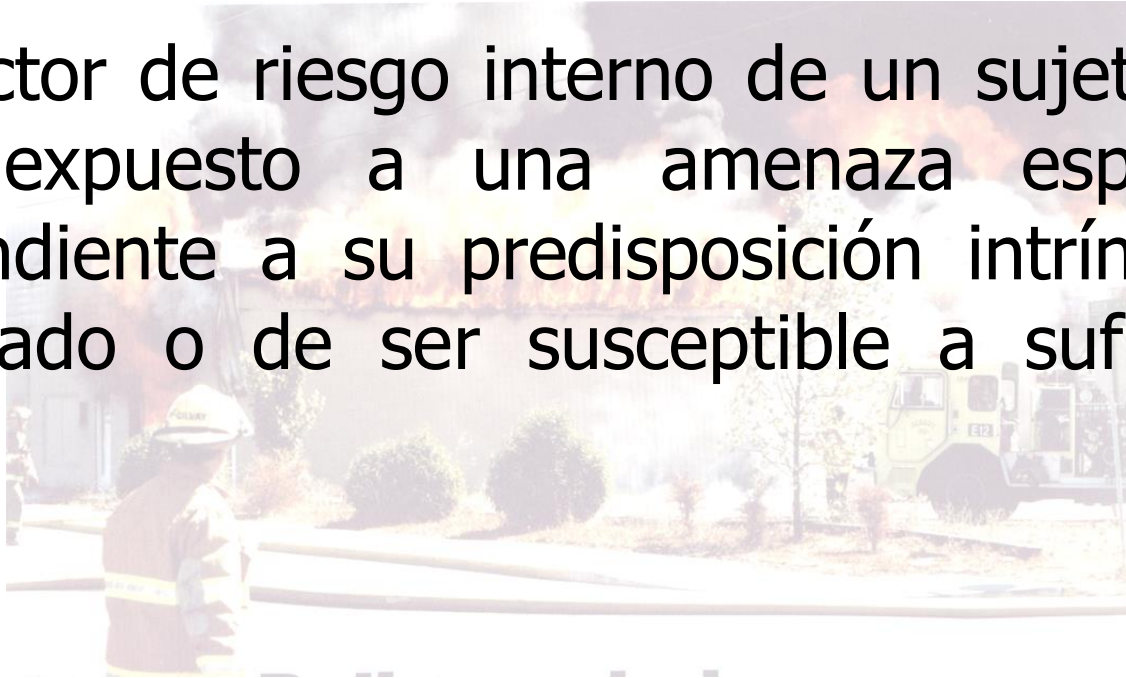 ctor de riesgo interno de un sujet
expuesto a una amenaza esp
ndiente a su predisposición intrín
ado o de ser susceptible a suf
E12